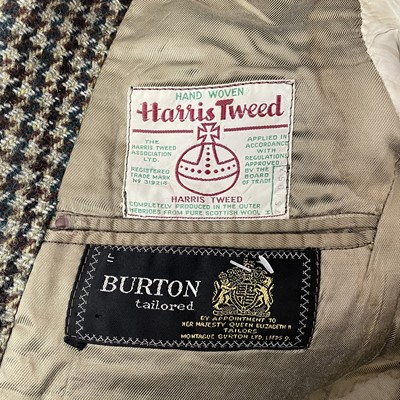 HAND WOVEN
Harris Tweed
THE
HARRIS TWEED
ASSOCIATION
LTD.
REGISTERED
TRADE MARK
No 319214
APPLIED IN
ACCORDANCE
WITH
REGULATIONS
APPROVED
BY THE
BOARD
OF TRADE
HARRIS TWEED
COMPLETELY PRODUCED IN THE OUTER
HEBRIDES FROM PURE SCOTTISH WOOL
BURTON
tailored
BY APPOINTMENT TO
HER MAJESTY QUEEN ELIZABETH II
TAILORS
MONTAGUE BURTON LTD, LEEDS 9.